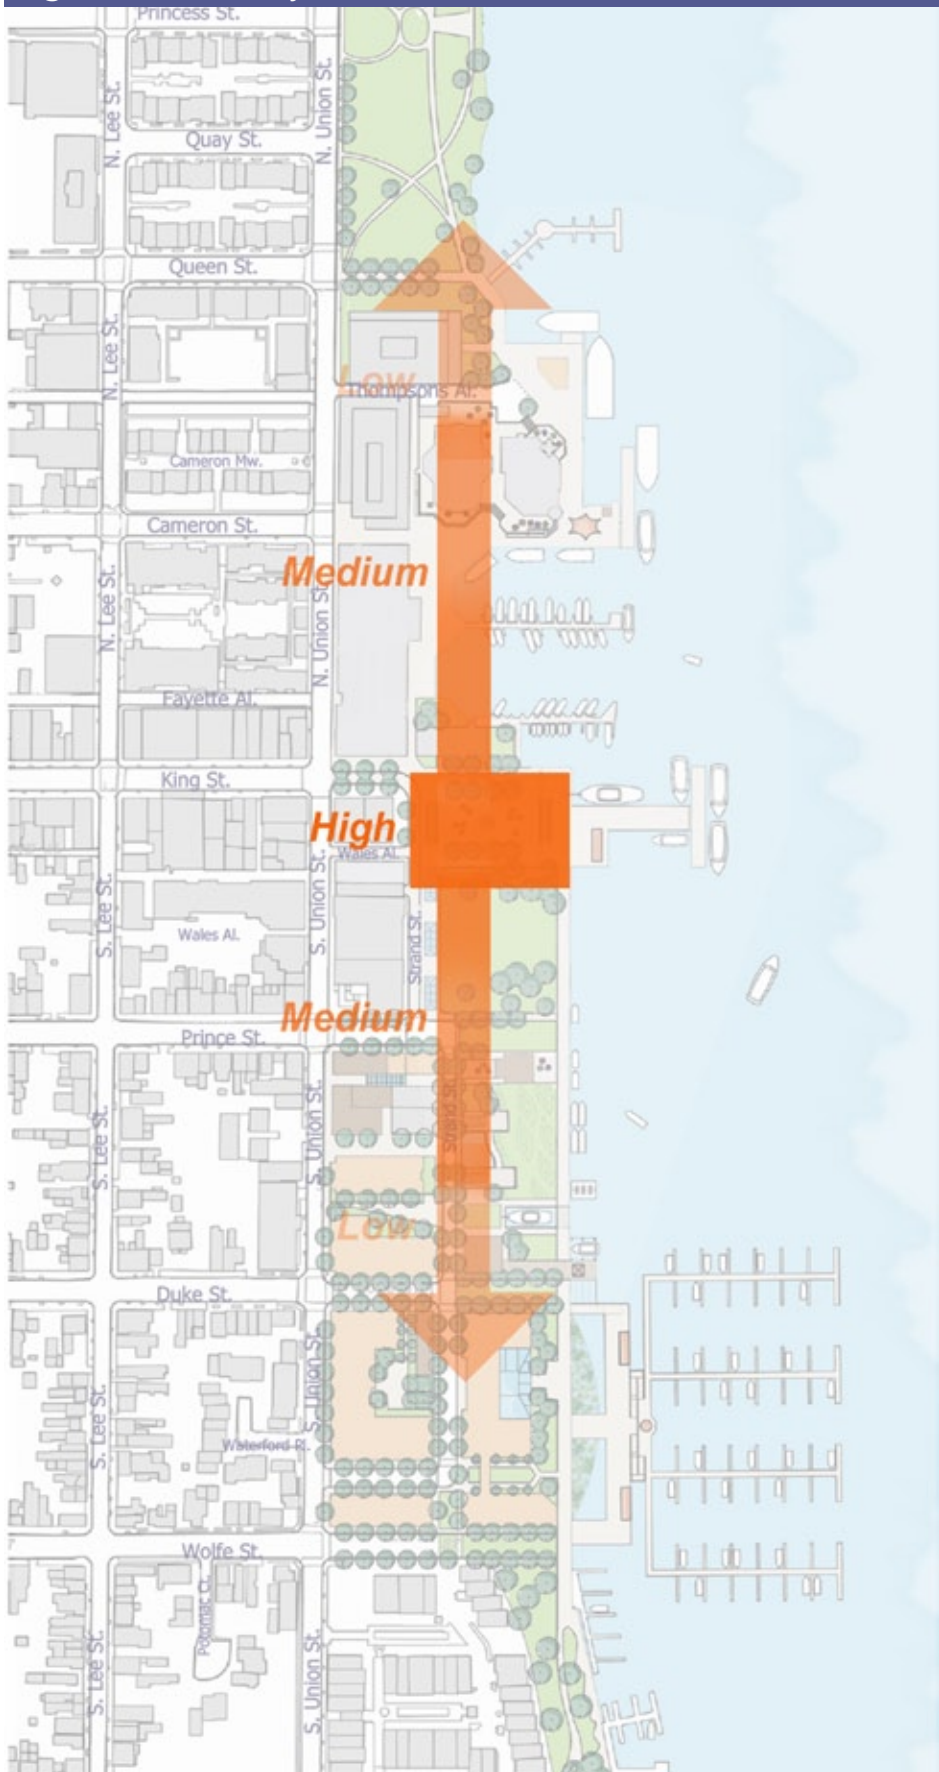 Princess St.
N. Lee St.
N. Union St.
Quay St.
Queen St.
N. Lee St.
Low
Thompsons Al.
Cameron Mw.
Cameron St.
Medium
N. Lee St.
N. Union St.
Fayette Al.
King St.
High
Wales Al.
S. Lee St.
S. Union St.
Wales Al.
Strand St.
Medium
Prince St.
S. Lee St.
S. Union St.
Strand St.
Low
Duke St.
S. Lee St.
S. Union St.
Waterford Pl.
Wolfe St.
Potomac Ct.
S. Lee St.
S. Union St.